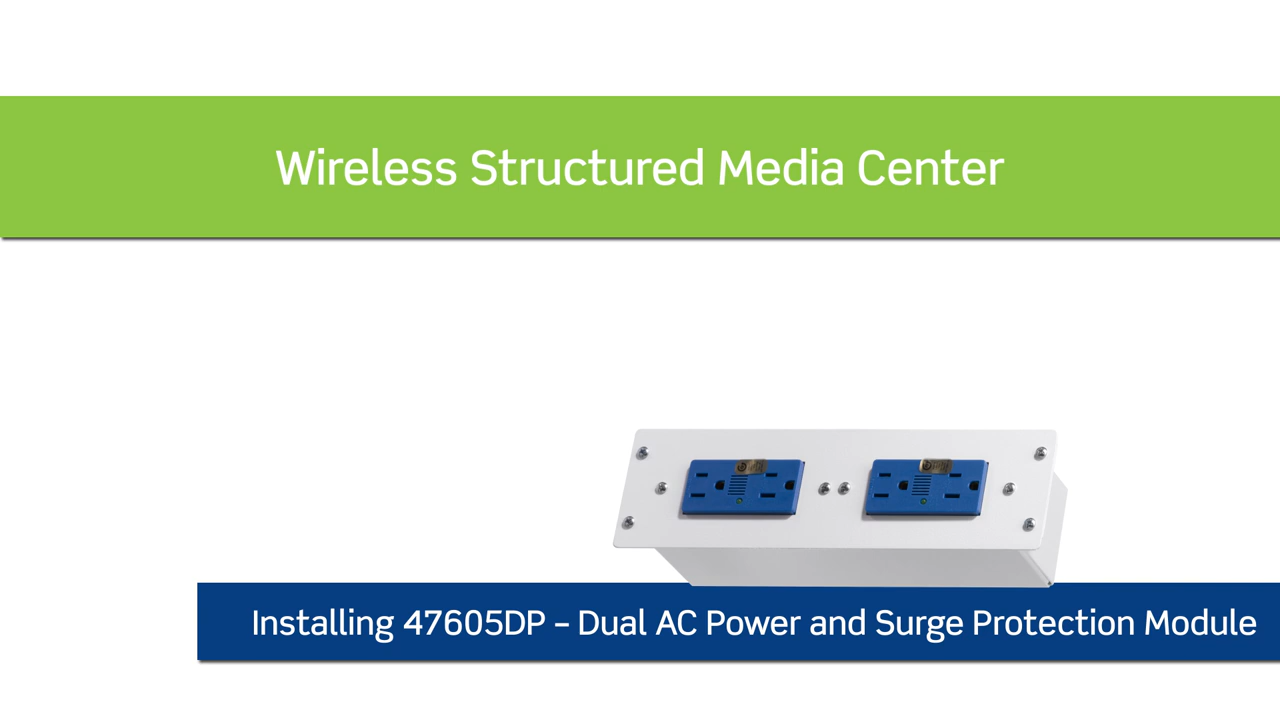 Wireless Structured Media Center
Installing 47605DP – Dual AC Power and Surge Protection Module